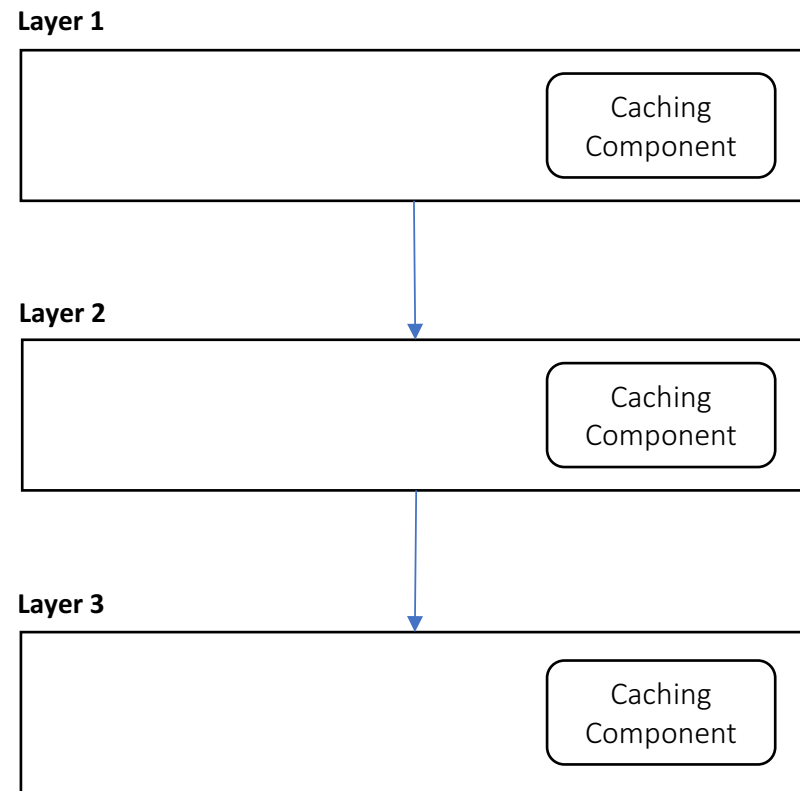 Layer 1
Caching
Component
Layer 2
Caching
Component
Layer 3
Caching
Component